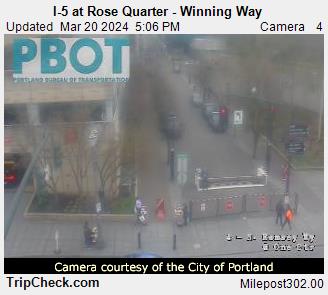 I-5 at Rose Quarter - Winning Way
Updated Mar 20 2024 5:06 PM Camera 4
PBOT
PORTLAND BUREAU OF TRANSPORTATION
Camera courtesy of the City of Portland
TripCheck.com Milepost302.00